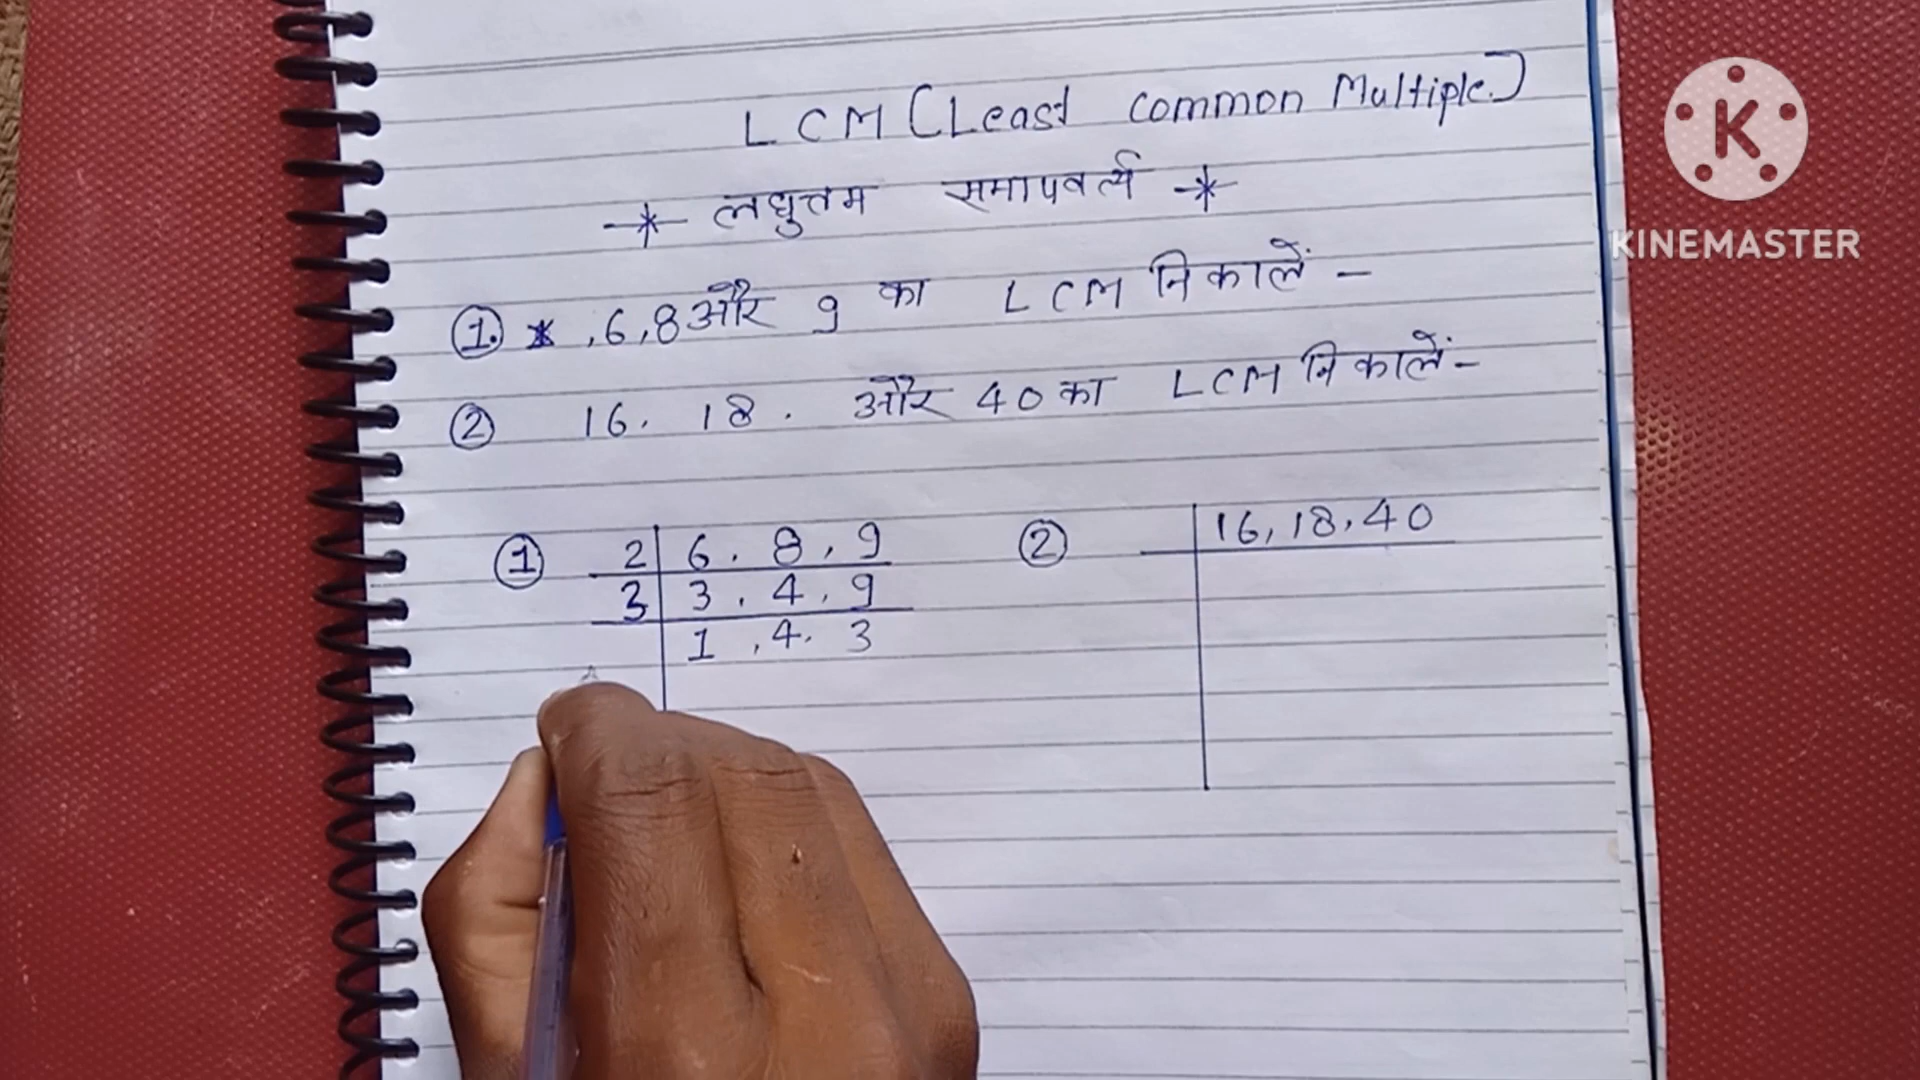 LCM (Least common Multiple)
लघुत्तम समापवर्त्य
1. ,6,8 और 9 का LCM निकालें -
2 16. 18. और 40 का LCM निकालें -
1 2 6, 8, 9
3 3, 4, 9
1, 4, 3
2 16, 18, 40
K
KINEMASTER